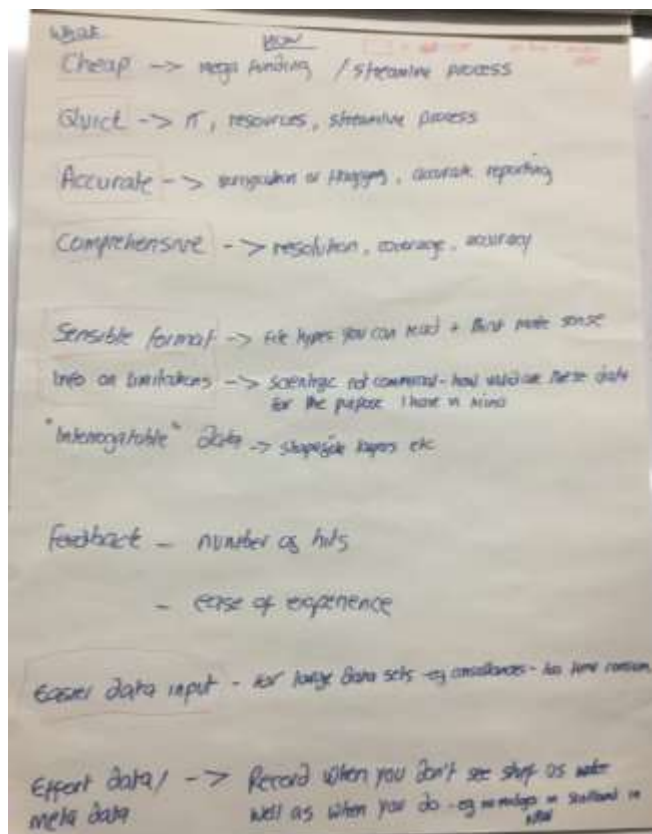 What How
Cheap -> mega funding / streamline process
Quick -> IT, resources, streamline process
Accurate -> verification or flagging, accurate reporting
Comprehensive -> resolution, coverage, accuracy
Sensible format -> file types you can read + that make sense
Info on limitations -> scientific not commercial - how valid are these data
for the purpose I have in mind
"Interrogatable" data -> shapefile layers etc
Feedback - number of hits
- ease of experience
Easier data input - for large data sets - eg consultancies - too time consum
Effort data / -> Record when you don't see stuff as
meta data well as when you do - eg no in Scotland in